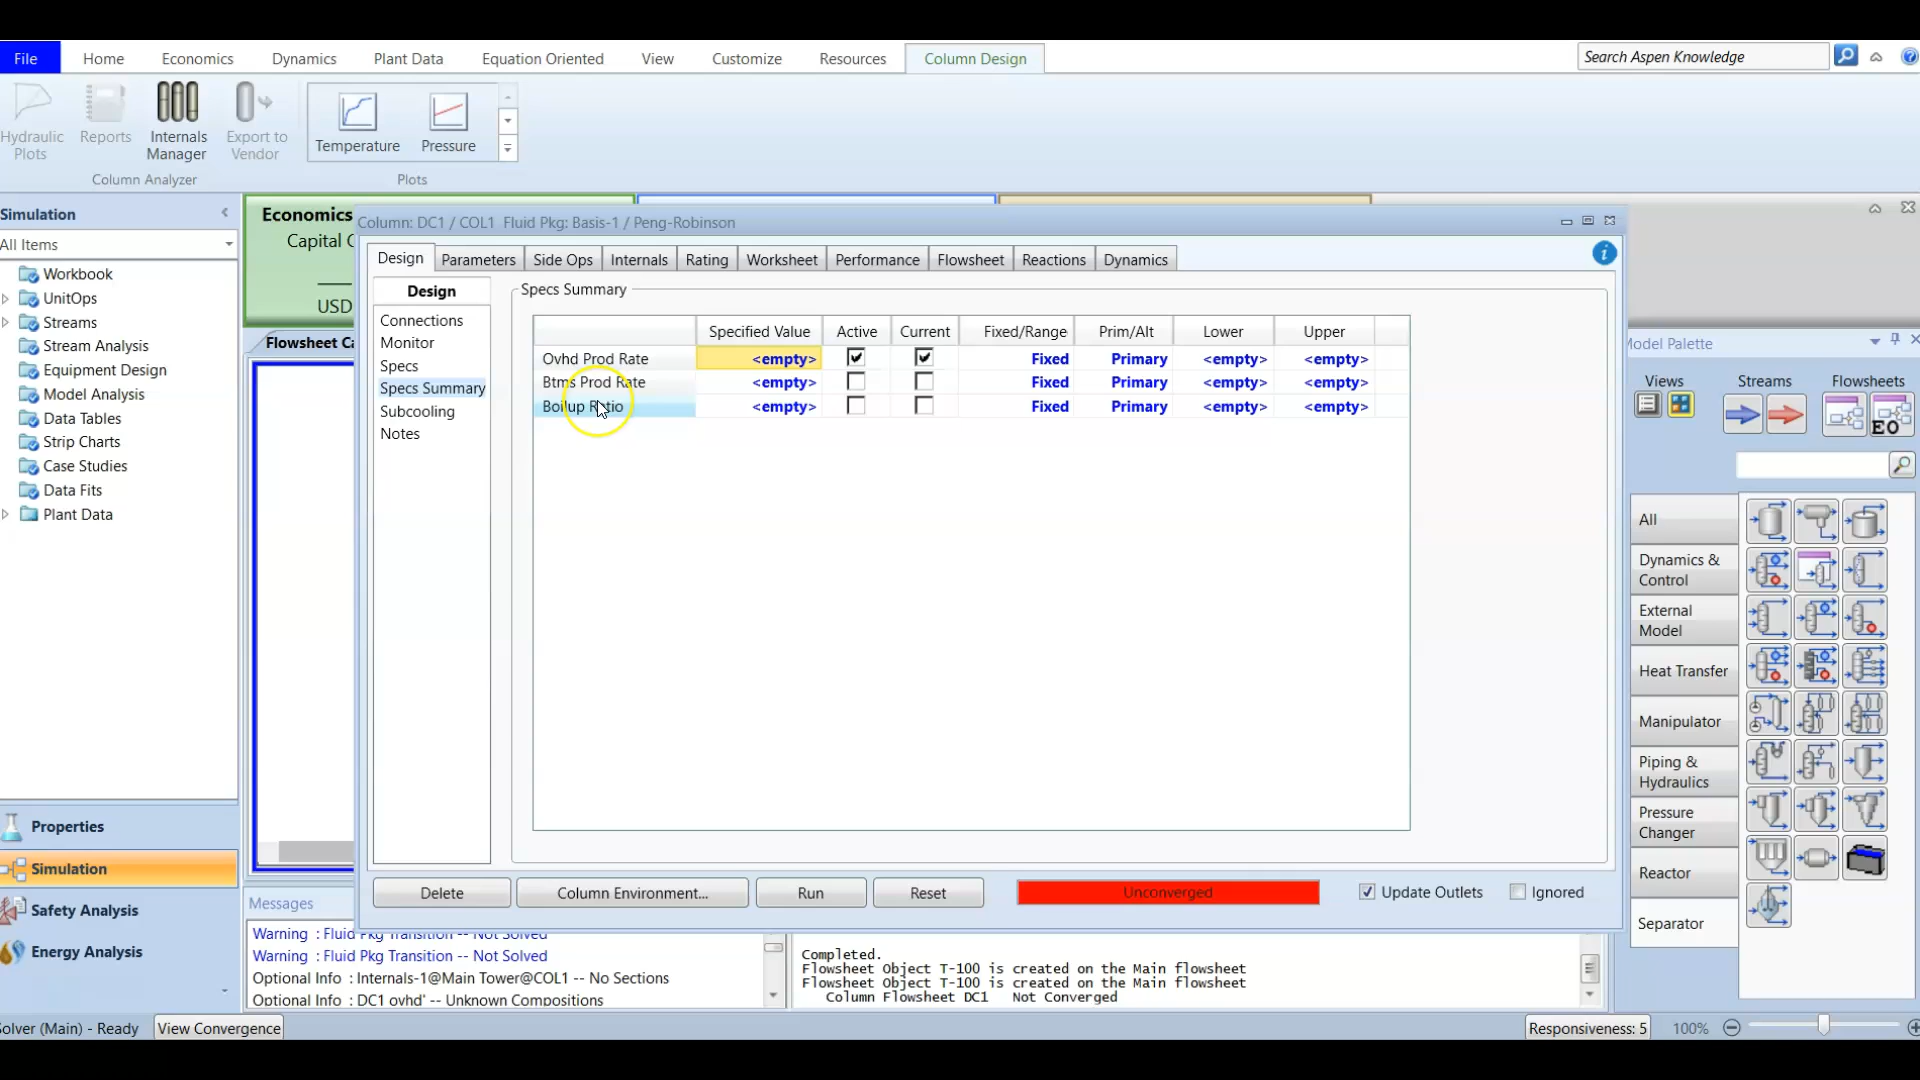 File Home Economics Dynamics Plant Data Equation Oriented View Customize Resources Column Design Search Aspen Knowledge
Hydraulic Plots
Reports
Internals Manager
Export to Vendor
Temperature
Pressure
Column Analyzer
Plots
Simulation
All Items
Workbook
UnitOps
Streams
Stream Analysis
Equipment Design
Model Analysis
Data Tables
Strip Charts
Case Studies
Data Fits
Plant Data
Properties
Simulation
Safety Analysis
Energy Analysis
Economics
Capital C
USD
Flowsheet Ca
Column: DC1 / COL1 Fluid Pkg: Basis-1 / Peng-Robinson
Design Parameters Side Ops Internals Rating Worksheet Performance Flowsheet Reactions Dynamics
Design
Connections
Monitor
Specs
Specs Summary
Subcooling
Notes
Specs Summary
Specified Value Active Current Fixed/Range Prim/Alt Lower Upper
Ovhd Prod Rate <empty> Fixed Primary <empty> <empty>
Btms Prod Rate <empty> Fixed Primary <empty> <empty>
Boilup Ratio <empty> Fixed Primary <empty> <empty>
Delete Column Environment... Run Reset Unconverged Update Outlets Ignored
Model Palette
Views Streams Flowsheets
EO
All
Dynamics & Control
External Model
Heat Transfer
Manipulator
Piping & Hydraulics
Pressure Changer
Reactor
Separator
Messages
Warning : Fluid Pkg Transition -- Not Solved
Warning : Fluid Pkg Transition -- Not Solved
Optional Info : Internals-1@Main Tower@COL1 -- No Sections
Optional Info : DC1 ovhd' -- Unknown Compositions
Completed.
Flowsheet Object T-100 is created on the Main flowsheet
Flowsheet Object T-100 is created on the Main flowsheet
Column Flowsheet DC1 Not Converged
Solver (Main) - Ready View Convergence Responsiveness: 5 100%